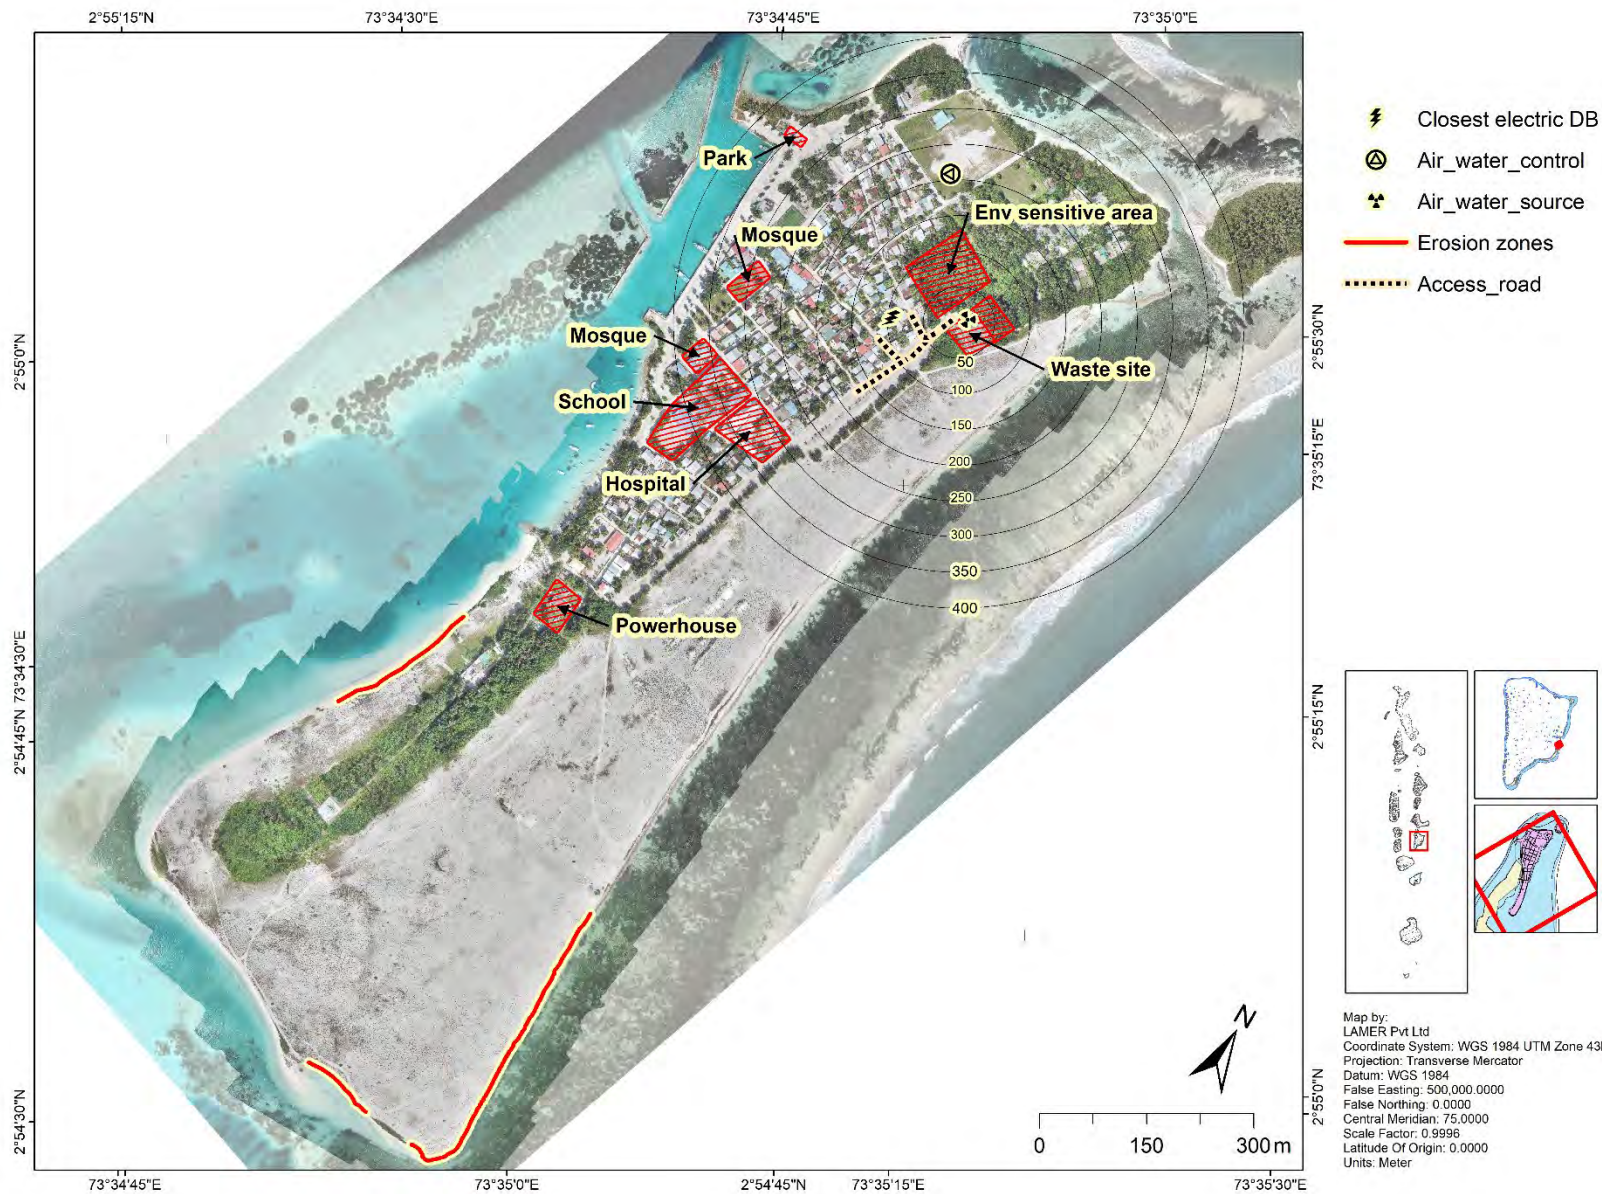 2°55'15"N
73°34'30"E
73°34'45"E
73°35'0"E
Closest electric DB
Air_water_control
Air_water_source
Erosion zones
Access_road
Park
Env sensitive area
Mosque
Mosque
School
Hospital
Waste site
Powerhouse
50
100
150
200
250
300
350
400
2°55'0"N
73°34'30"E
2°54'45"N
2°54'30"N
2°55'30"N
73°35'15"E
2°55'15"N
2°55'0"N
N
0 150 300 m
73°34'45"E
73°35'0"E
2°54'45"N
73°35'15"E
73°35'30"E
Map by:
LAMER Pvt Ltd
Coordinate System: WGS 1984 UTM Zone 43
Projection: Transverse Mercator
Datum: WGS 1984
False Easting: 500,000.0000
False Northing: 0.0000
Central Meridian: 75.0000
Scale Factor: 0.9996
Latitude Of Origin: 0.0000
Units: Meter